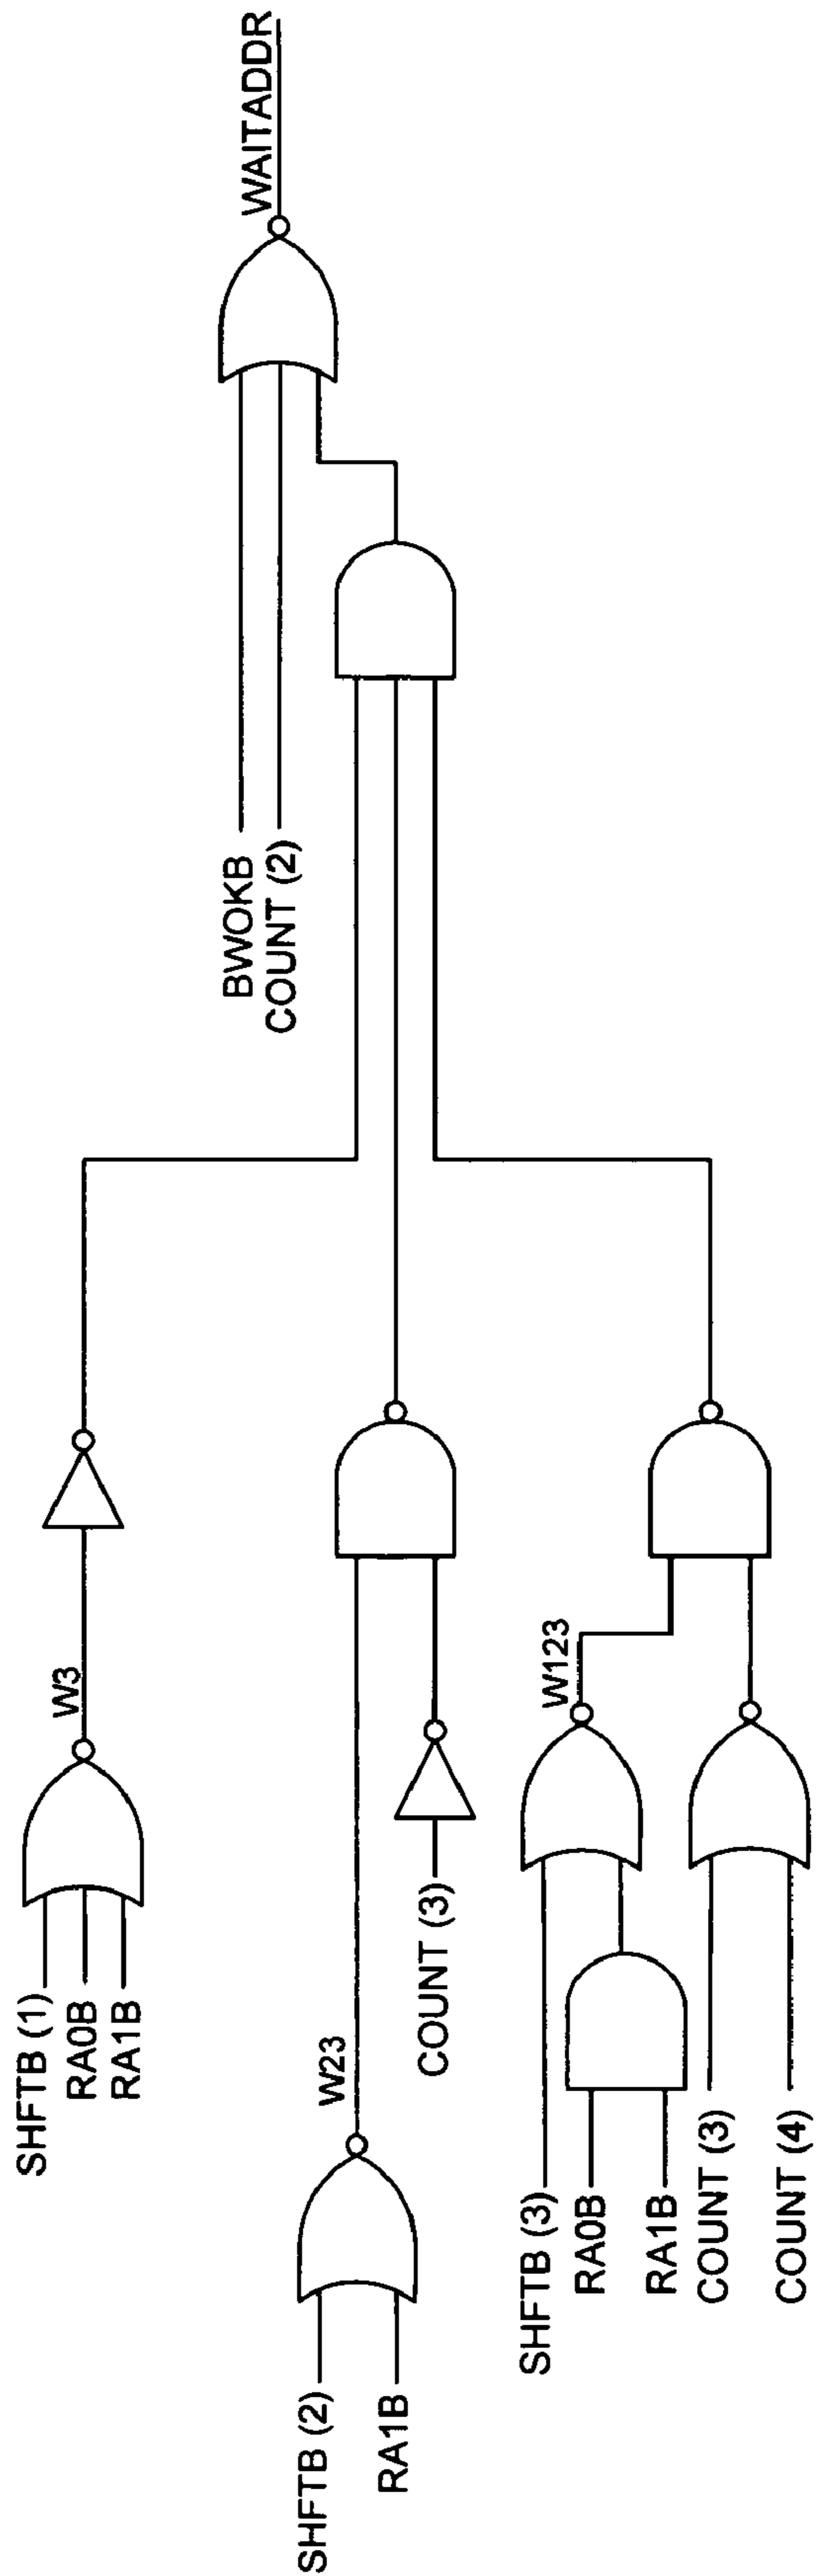 SHFTB (1)
RA0B
RA1B
W3
SHFTB (2)
RA1B
W23
COUNT (3)
SHFTB (3)
RA0B
RA1B
W123
COUNT (3)
COUNT (4)
BWOKB
COUNT (2)
WAITADDR